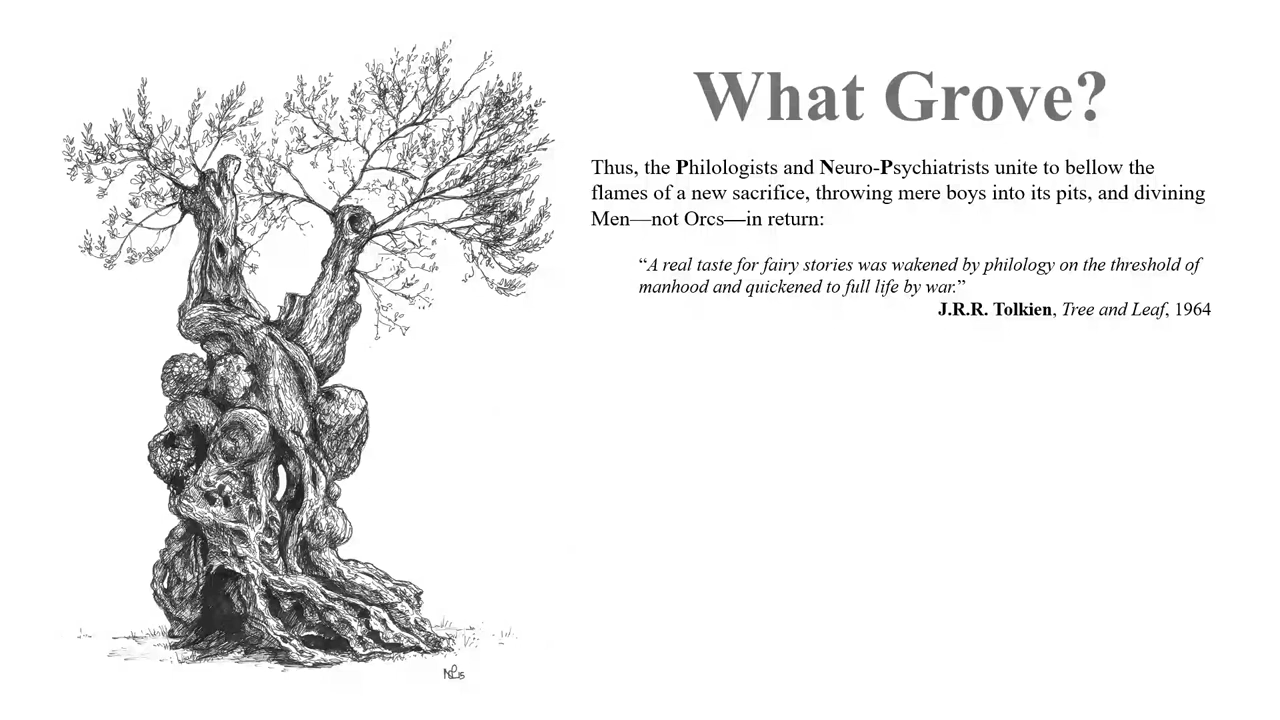 What Grove?
Thus, the Philologists and Neuro-Psychiatrists unite to bellow the
flames of a new sacrifice, throwing mere boys into its pits, and divining
Men—not Orcs—in return:
“A real taste for fairy stories was wakened by philology on the threshold of
manhood and quickened to full life by war.”
J.R.R. Tolkien, Tree and Leaf, 1964